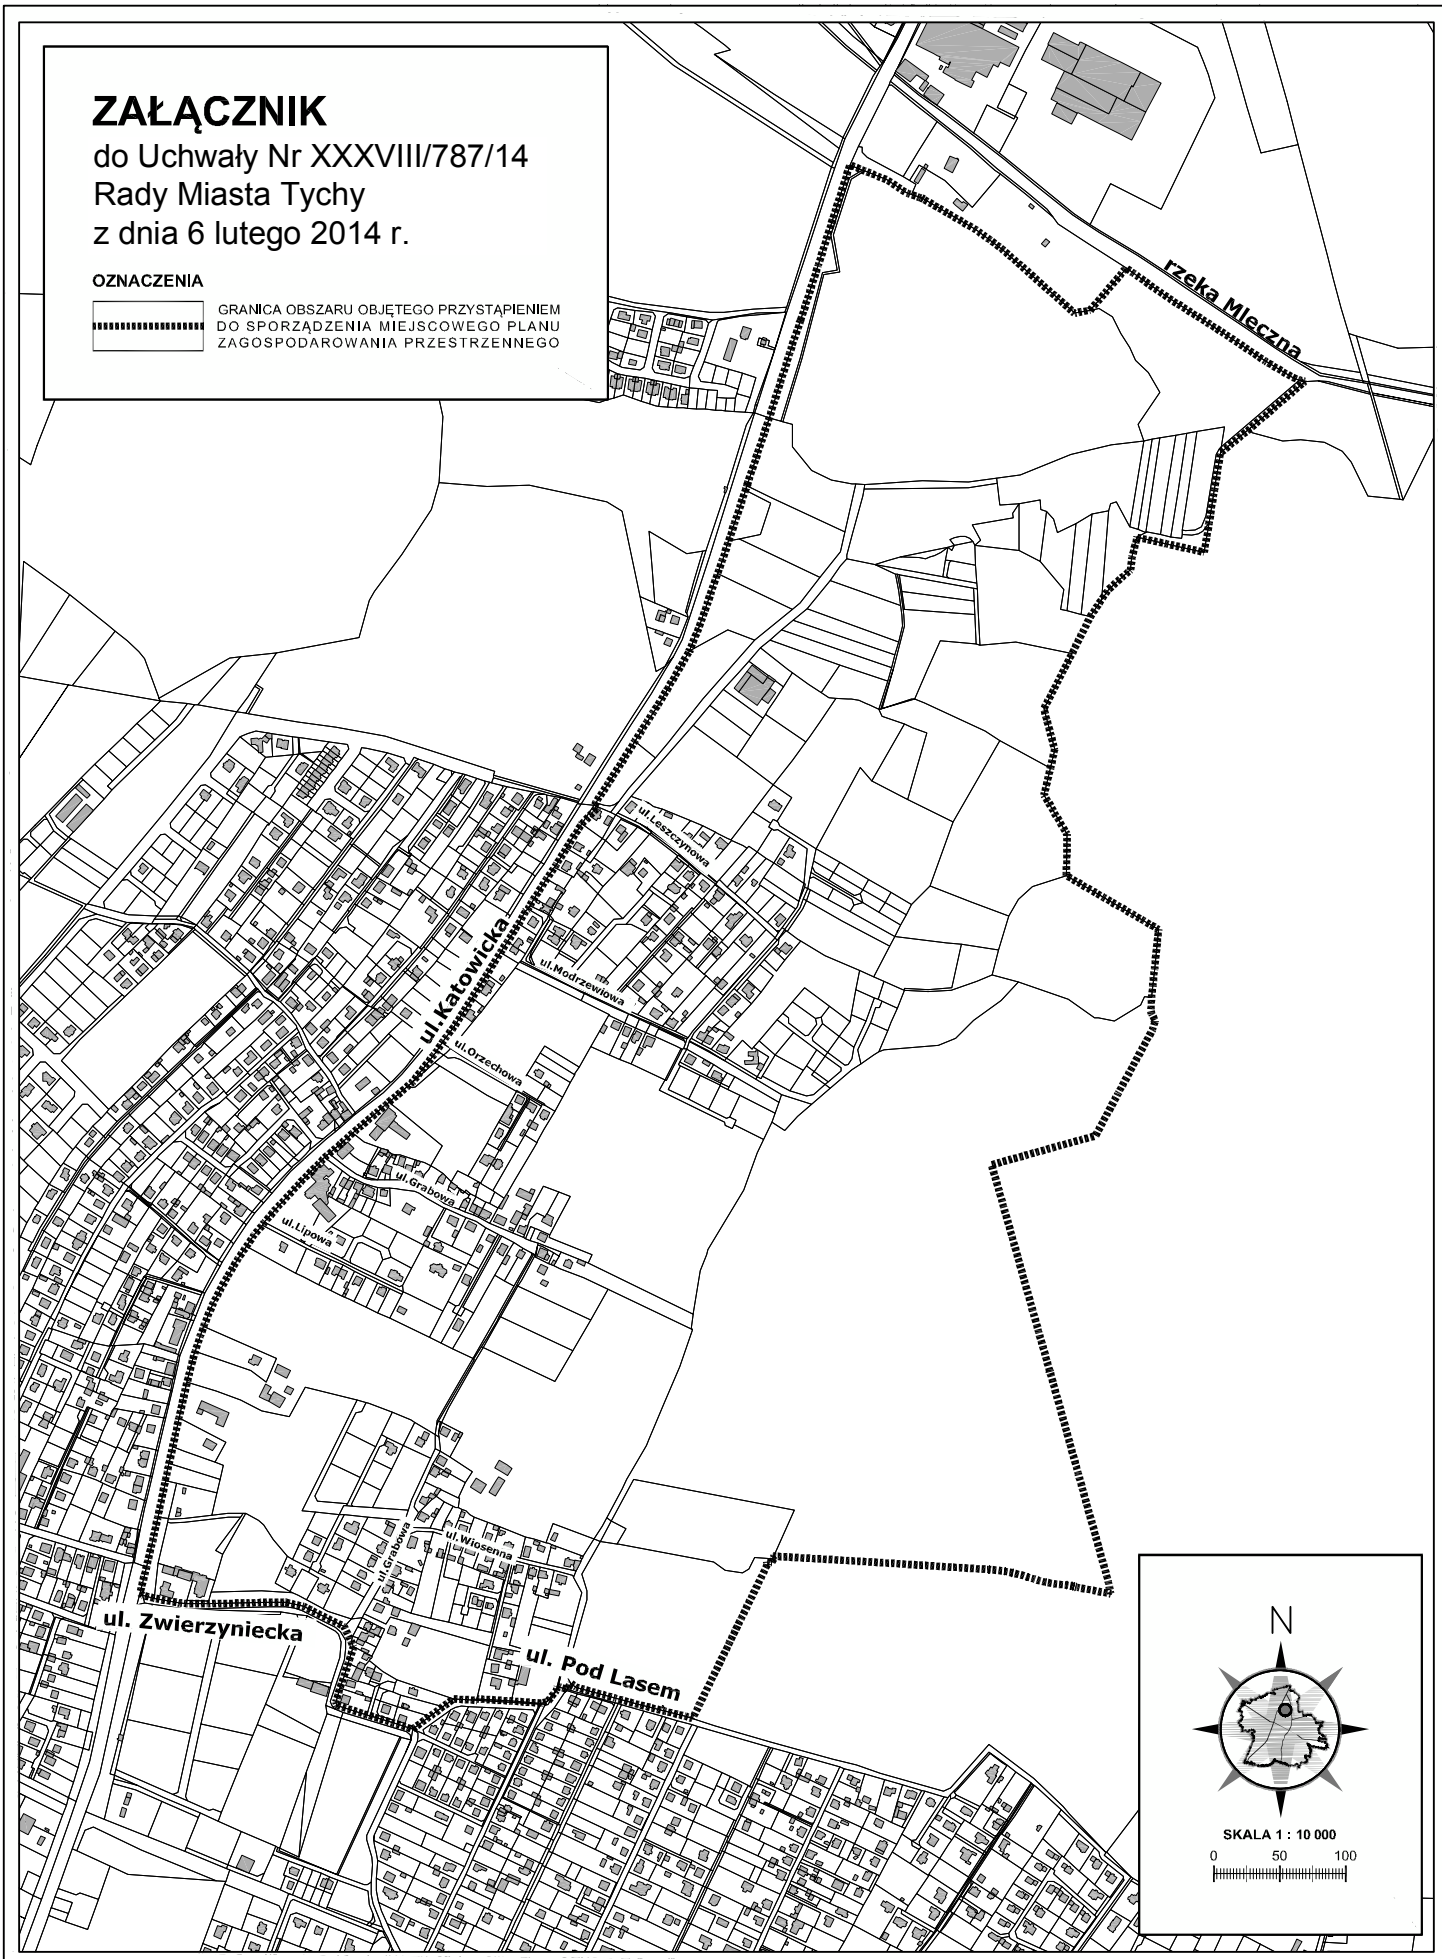 ZAŁĄCZNIK
do Uchwały Nr XXXVIII/787/14
Rady Miasta Tychy
z dnia 6 lutego 2014 r.
OZNACZENIA
GRANICA OBSZARU OBJĘTEGO PRZYSTĄPIENIEM
DO SPORZĄDZENIA MIEJSCOWEGO PLANU
ZAGOSPODAROWANIA PRZESTRZENNEGO
rzeka Mleczna
ul.Leszczynowa
ul.Katowicka
ul.Modrzewiowa
ul.Orzechowa
ul.Grabowa
ul.Lipowa
ul.Grabowa
ul.Wiosenna
ul. Zwierzyniecka
ul. Pod Lasem
N
SKALA 1 : 10 000
0 50 100